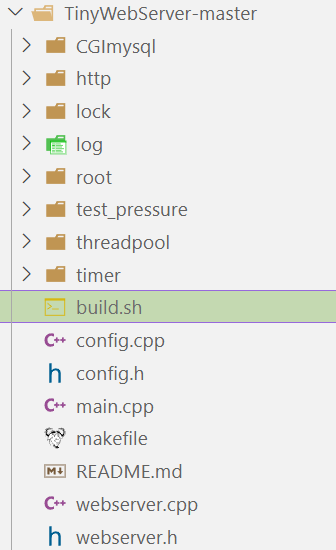 TinyWebServer-master
CGImysql
http
lock
log
root
test_pressure
threadpool
timer
build.sh
C++ config.cpp
h config.h
C++ main.cpp
makefile
M README.md
C++ webserver.cpp
h webserver.h